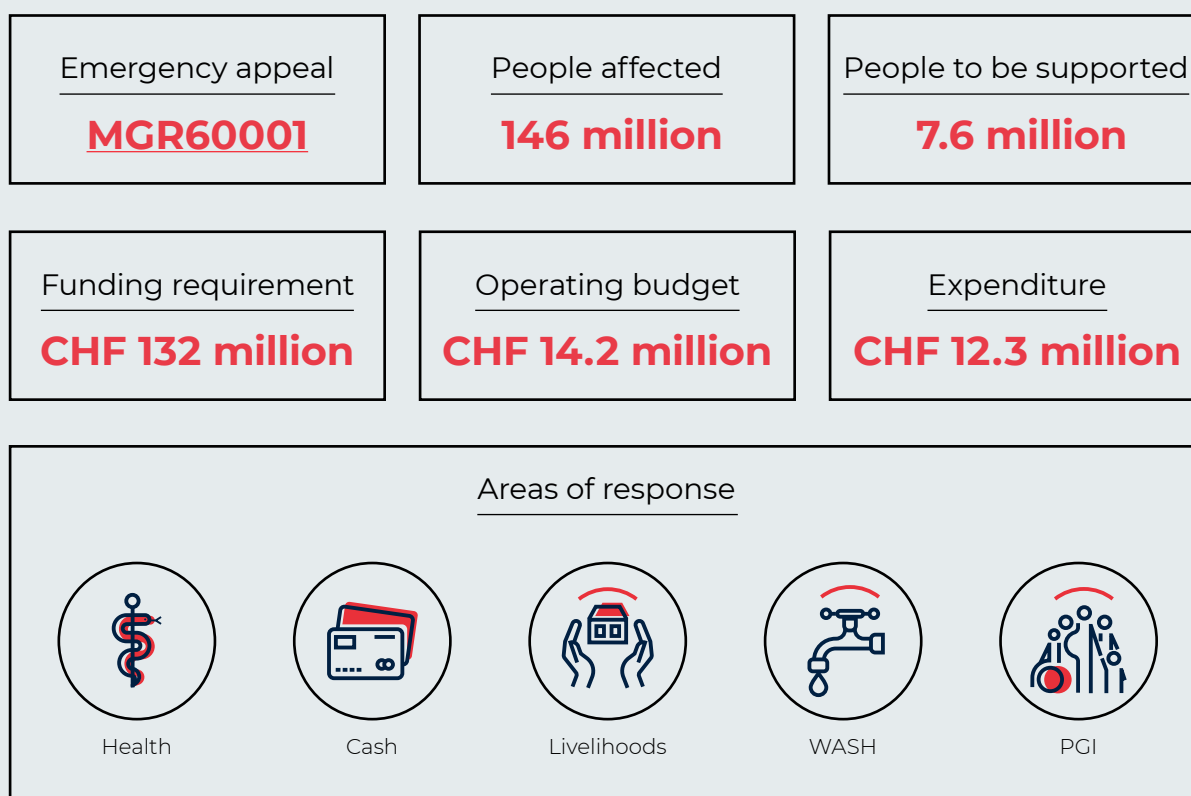 Emergency appeal
MGR60001
People affected
146 million
People to be supported
7.6 million
Funding requirement
CHF 132 million
Operating budget
CHF 14.2 million
Expenditure
CHF 12.3 million
Areas of response
Health
Cash
Livelihoods
WASH
PGI